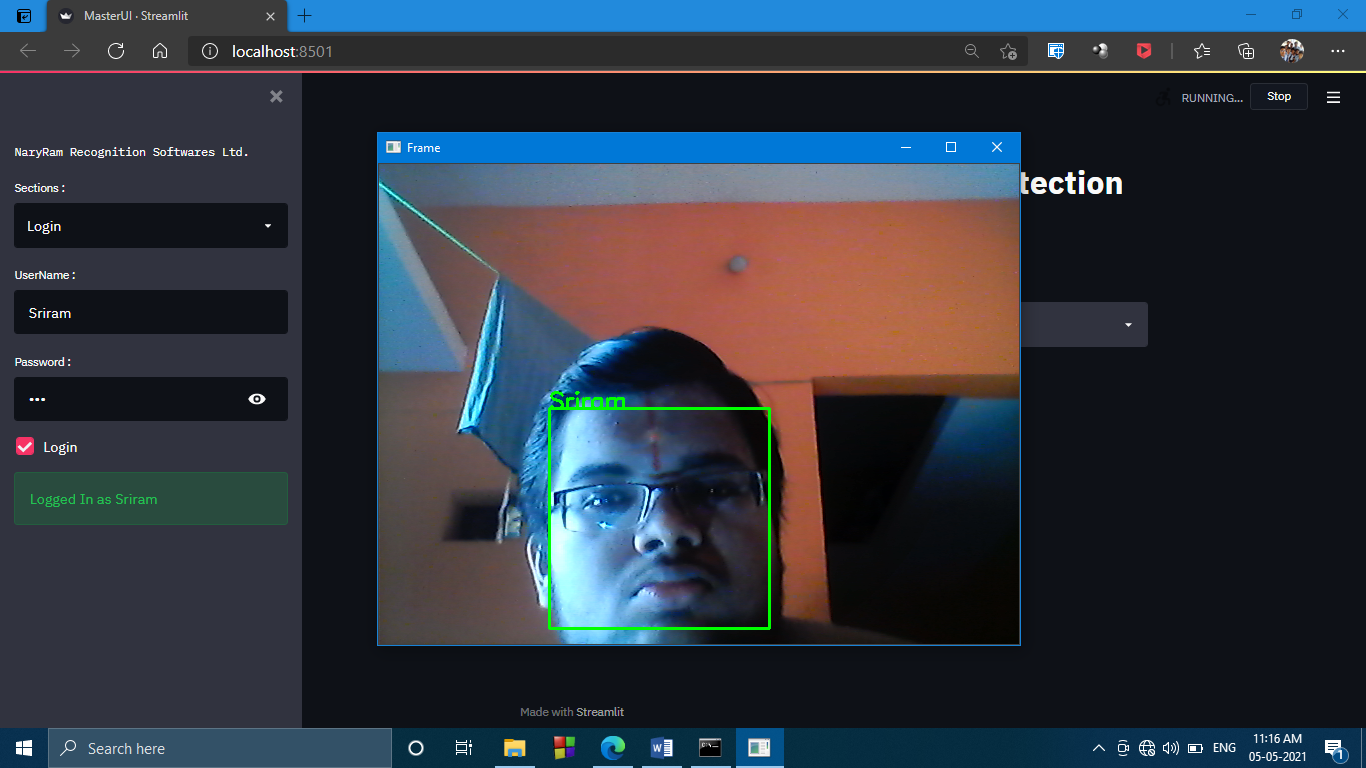 MasterUI · Streamlit
localhost:8501
RUNNING...
Stop
NaryRam Recognition Softwares Ltd.
Sections :
Login
UserName :
Sriram
Password :
•••
Login
Logged In as Sriram
Frame
tection
Sriram
Made with Streamlit
Search here
ENG
11:16 AM
05-05-2021
1